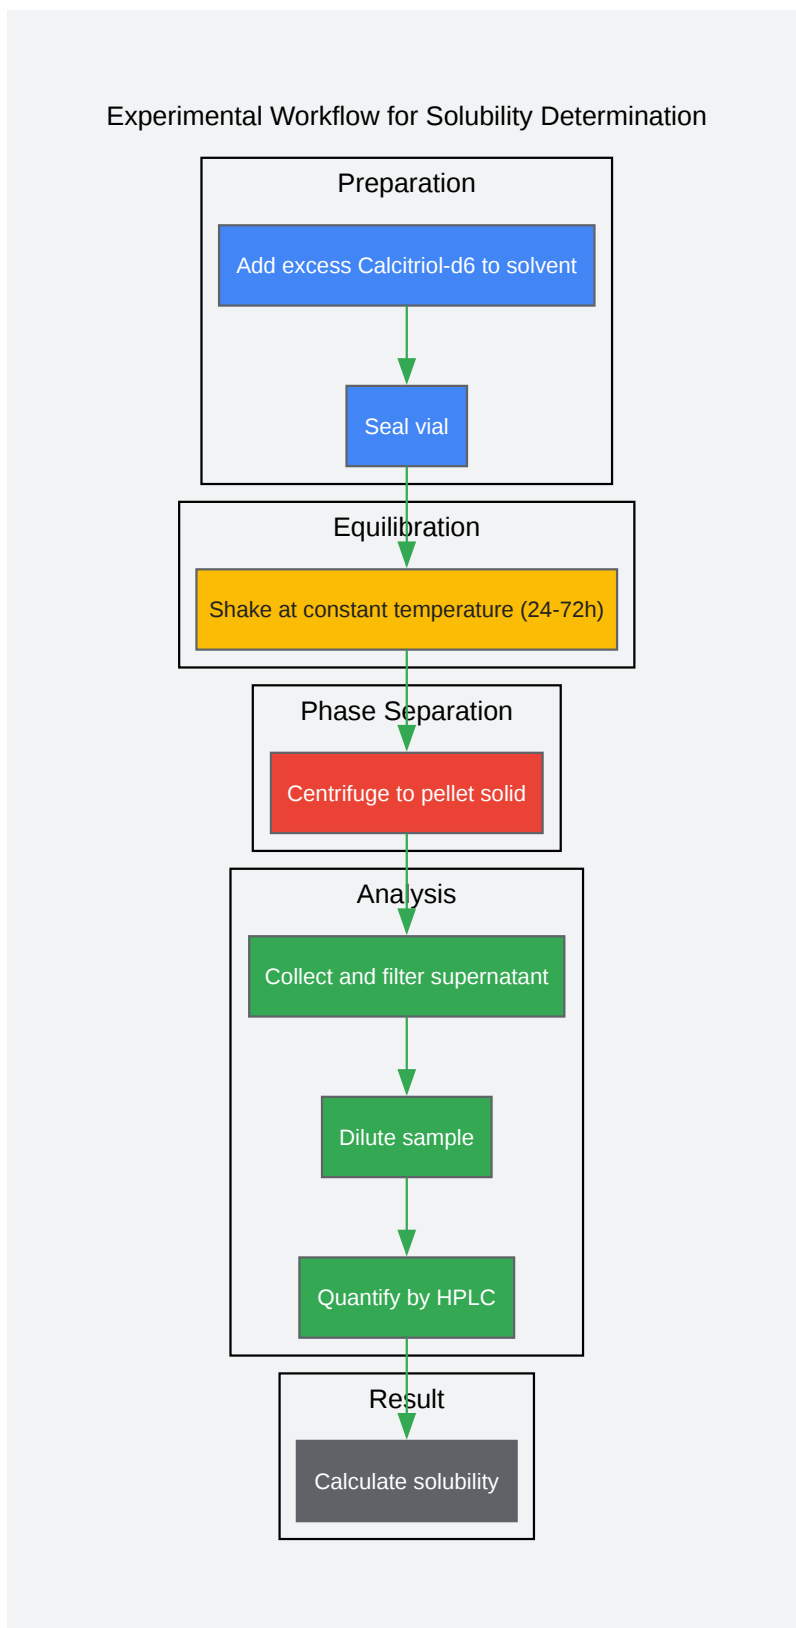 Experimental Workflow for Solubility Determination
Preparation
Add excess Calcitriol-d6 to solvent
Seal vial
Equilibration
Shake at constant temperature (24-72h)
Phase Separation
Centrifuge to pellet solid
Analysis
Collect and filter supernatant
Dilute sample
Quantify by HPLC
Result
Calculate solubility